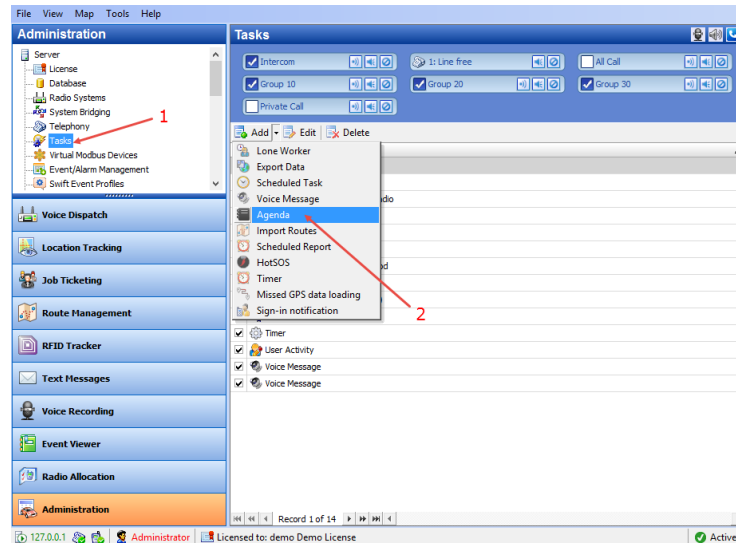 File View Map Tools Help
Administration
Tasks
Server
License
Database
Radio Systems
System Bridging
Telephony
Tasks
Virtual Modbus Devices
Event/Alarm Management
Swift Event Profiles
1
Intercom
1: Line free
All Call
Group 10
Group 20
Group 30
Private Call
Add Edit Delete
Lone Worker
Export Data
Scheduled Task
Voice Message
Agenda
Import Routes
Scheduled Report
HotSOS
Timer
Missed GPS data loading
Sign-in notification
2
Timer
User Activity
Voice Message
Voice Message
Voice Dispatch
Location Tracking
Job Ticketing
Route Management
RFID Tracker
Text Messages
Voice Recording
Event Viewer
Radio Allocation
Administration
Record 1 of 14
127.0.0.1 Administrator Licensed to: demo Demo License Active